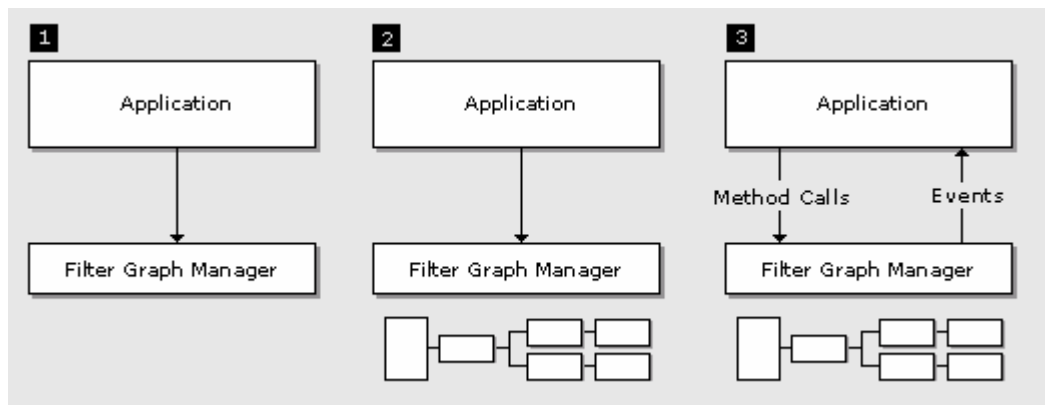 1
Application
Filter Graph Manager
2
Application
Filter Graph Manager
3
Application
Method Calls
Events
Filter Graph Manager